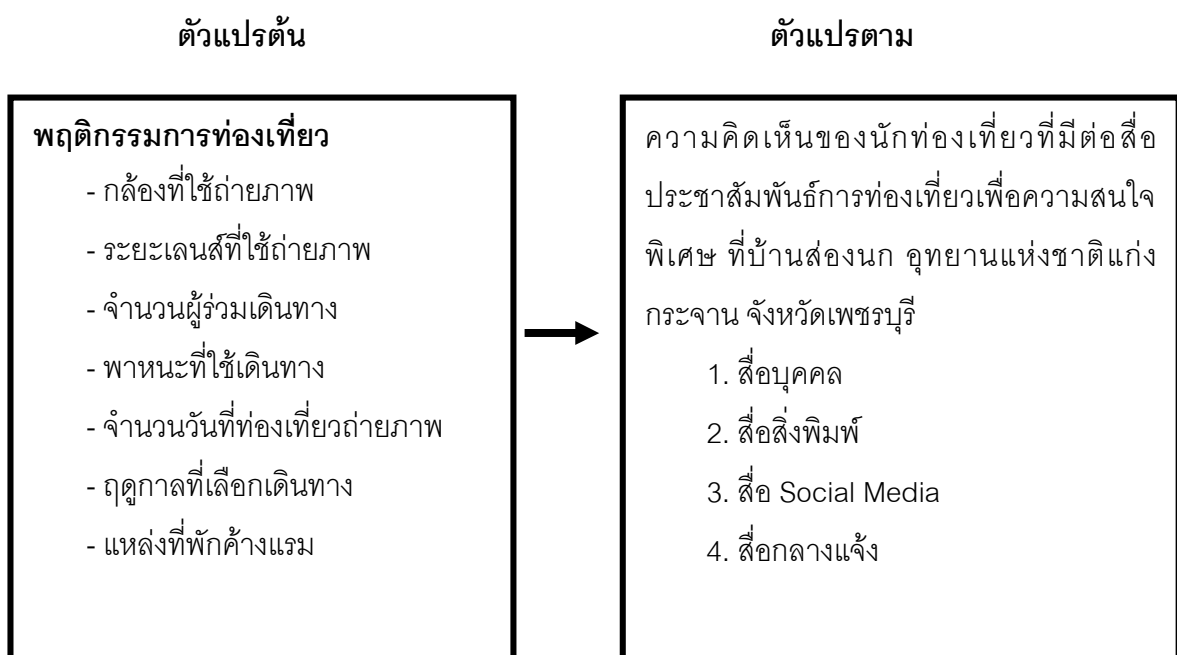 ตัวแปรต้น
ตัวแปรตาม
พฤติกรรมการท่องเที่ยว
- กล้องที่ใช้ถ่ายภาพ
- ระยะเลนส์ที่ใช้ถ่ายภาพ
- จำนวนผู้ร่วมเดินทาง
- พาหนะที่ใช้เดินทาง
- จำนวนวันที่ท่องเที่ยวถ่ายภาพ
- ฤดูกาลที่เลือกเดินทาง
- แหล่งที่พักค้างแรม
ความคิดเห็นของนักท่องเที่ยวที่มีต่อสื่อ
ประชาสัมพันธ์การท่องเที่ยวเพื่อความสนใจ
พิเศษ ที่บ้านส่องนก อุทยานแห่งชาติแก่ง
กระจาน จังหวัดเพชรบุรี
1. สื่อบุคคล
2. สื่อสิ่งพิมพ์
3. สื่อ Social Media
4. สื่อกลางแจ้ง